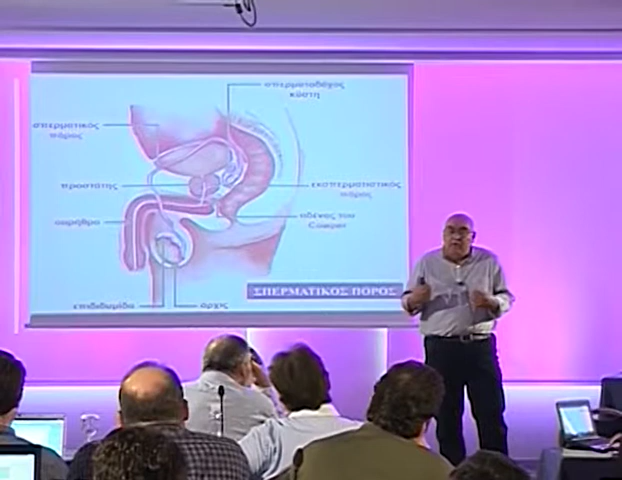 σπερματοδόχος
κύστη
σπερματικός
πόρος
προστάτης
εκσπερματιστικός
πόρος
ουρήθρα
αδένας του
Cowper
ΣΠΕΡΜΑΤΙΚΟΣ ΠΟΡΟΣ
επιδιδυμίδα
όρχις